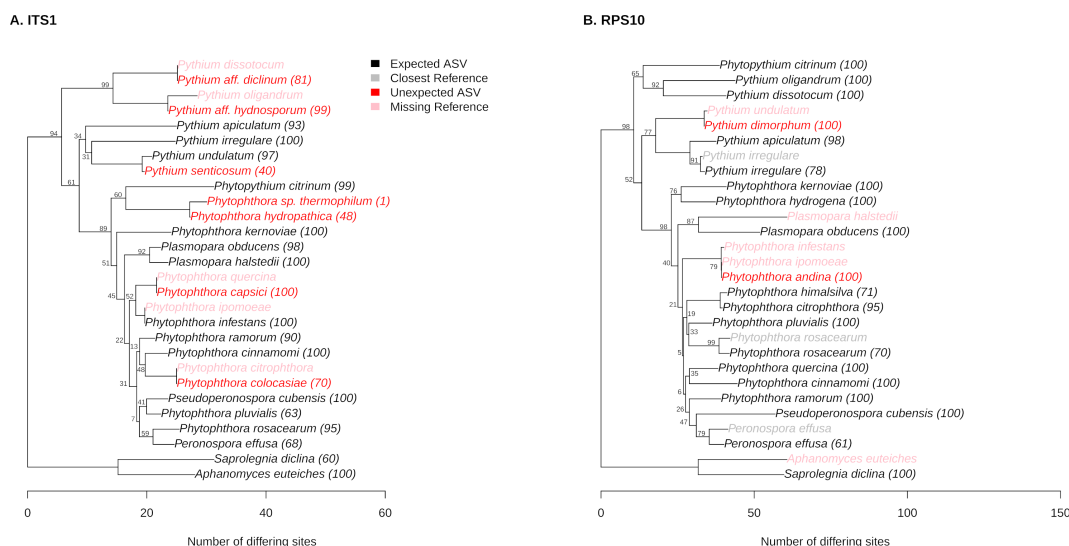 A. ITS1
Pythium dissotocum
Pythium aff. diclinum (81)
Pythium oligandrum
Pythium aff. hydnosporum (99)
Pythium apiculatum (93)
Pythium irregulare (100)
Pythium undulatum (97)
Pythium senticosum (40)
Phytopythium citrinum (99)
Phytophthora sp. thermophilum (1)
Phytophthora hydropathica (48)
Phytophthora kernoviae (100)
Plasmopara obducens (98)
Plasmopara halstedii (100)
Phytophthora quercina
Phytophthora capsici (100)
Phytophthora ipomoeae
Phytophthora infestans (100)
Phytophthora ramorum (90)
Phytophthora cinnamomi (100)
Phytophthora citrophthora
Phytophthora colocasiae (70)
Pseudoperonospora cubensis (100)
Phytophthora pluvialis (63)
Phytophthora rosacearum (95)
Peronospora effusa (68)
Saprolegnia diclina (60)
Aphanomyces euteiches (100)
99
94
34
31
61
60
89
92
51
45
52
22
13
48
31
41
7
59
0 20 40 60
Number of differing sites
Expected ASV
Closest Reference
Unexpected ASV
Missing Reference
B. RPS10
Phytopythium citrinum (100)
Pythium oligandrum (100)
Pythium dissotocum (100)
Pythium undulatum
Pythium dimorphum (100)
Pythium apiculatum (98)
Pythium irregulare
Pythium irregulare (78)
Phytophthora kernoviae (100)
Phytophthora hydrogena (100)
Plasmopara halstedii
Plasmopara obducens (100)
Phytophthora infestans
Phytophthora ipomoeae
Phytophthora andina (100)
Phytophthora himalsilva (71)
Phytophthora citrophthora (95)
Phytophthora pluvialis (100)
Phytophthora rosacearum
Phytophthora rosacearum (70)
Phytophthora quercina (100)
Phytophthora cinnamomi (100)
Phytophthora ramorum (100)
Pseudoperonospora cubensis (100)
Peronospora effusa
Peronospora effusa (61)
Aphanomyces euteiches
Saprolegnia diclina (100)
65
92
98
77
91
52
76
98
87
40
79
21
19
33
99
5
35
6
26
47
79
0 50 100 150
Number of differing sites